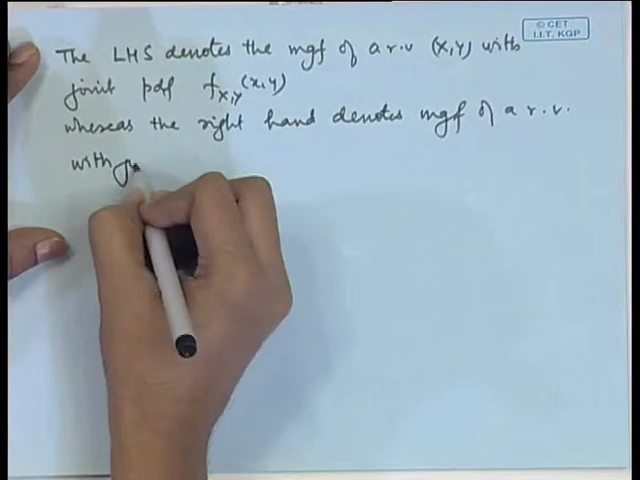 The LHS denotes the mgf of a r.v (X,Y) with
© CET
I.I.T. KGP
joint pdf f_{X,Y}(x,y)
whereas the right hand denotes mgf of a r.v.
with